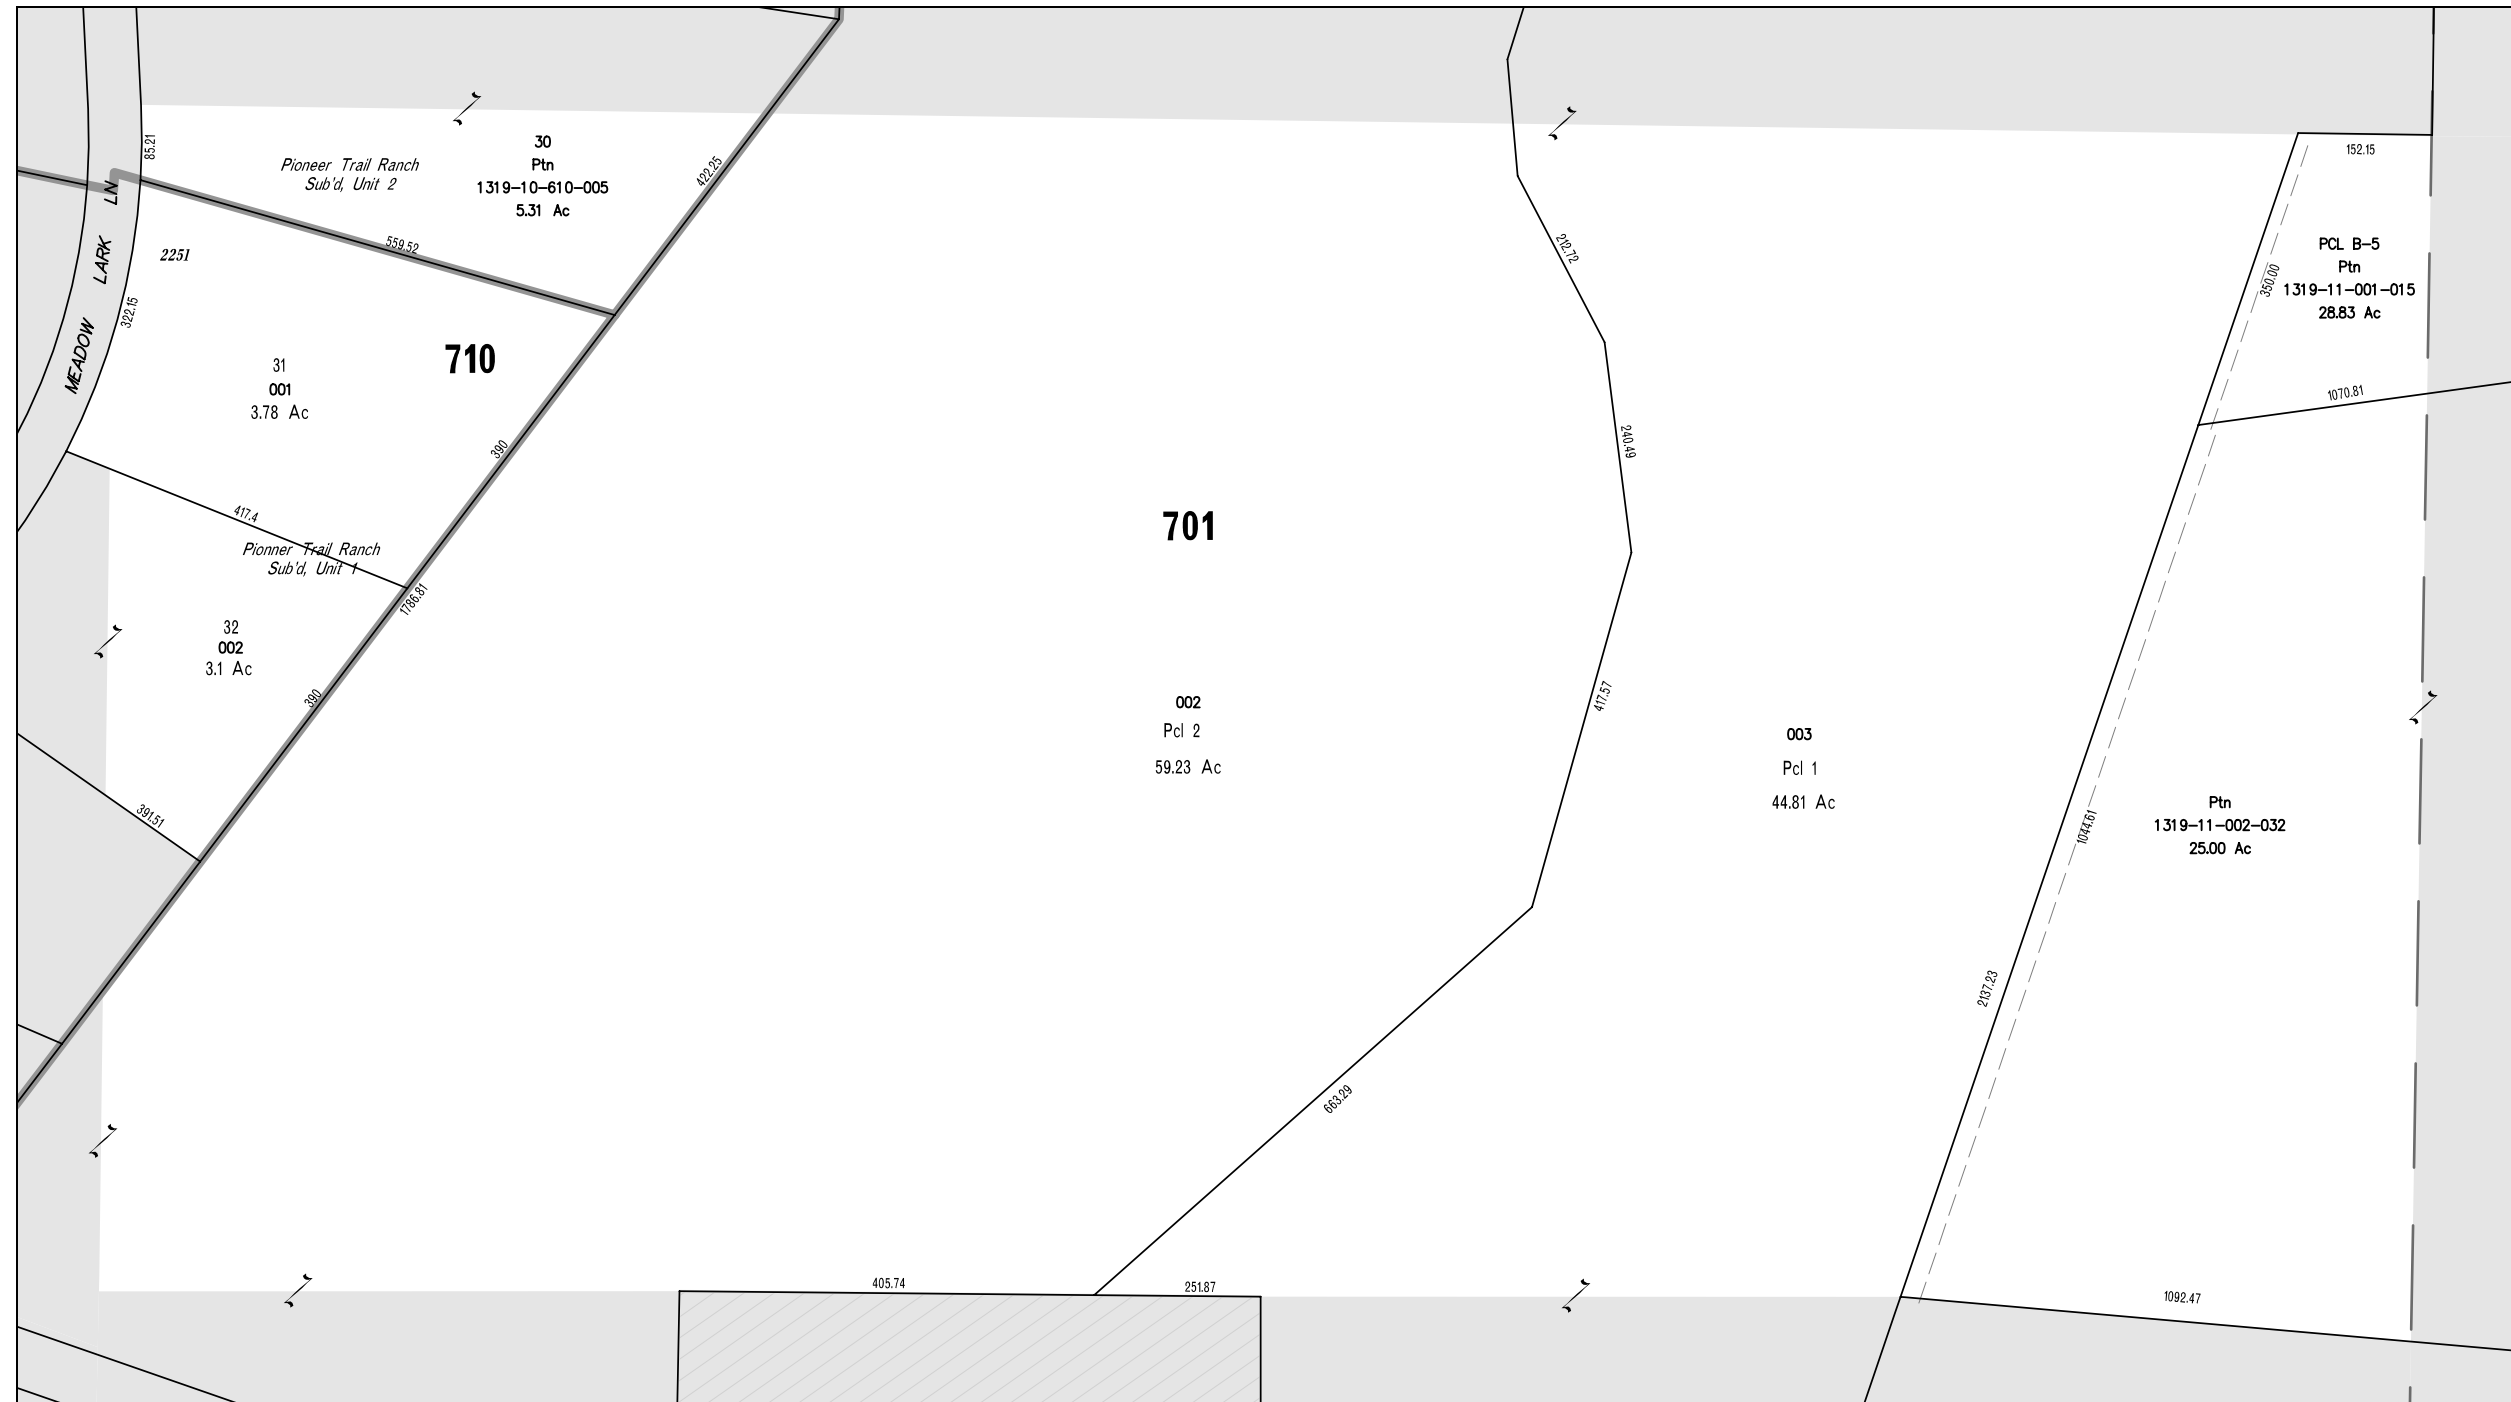 85.21
Pioneer Trail Ranch
Sub'd, Unit 2
30
Ptn
1319-10-610-005
5.31 Ac
422.25
152.15
MEADOW LARK LN
2251
559.52
212.72
350.00
PCL B-5
Ptn
1319-11-001-015
28.83 Ac
322.15
710
31
001
3.78 Ac
390
240.49
1070.81
417.4
701
Pionner Trail Ranch
Sub'd, Unit 1
1786.81
32
002
3.1 Ac
390
002
Pcl 2
59.23 Ac
417.57
003
Pcl 1
44.81 Ac
391.51
1044.61
Ptn
1319-11-002-032
25.00 Ac
2137.23
663.29
405.74
251.87
1092.47